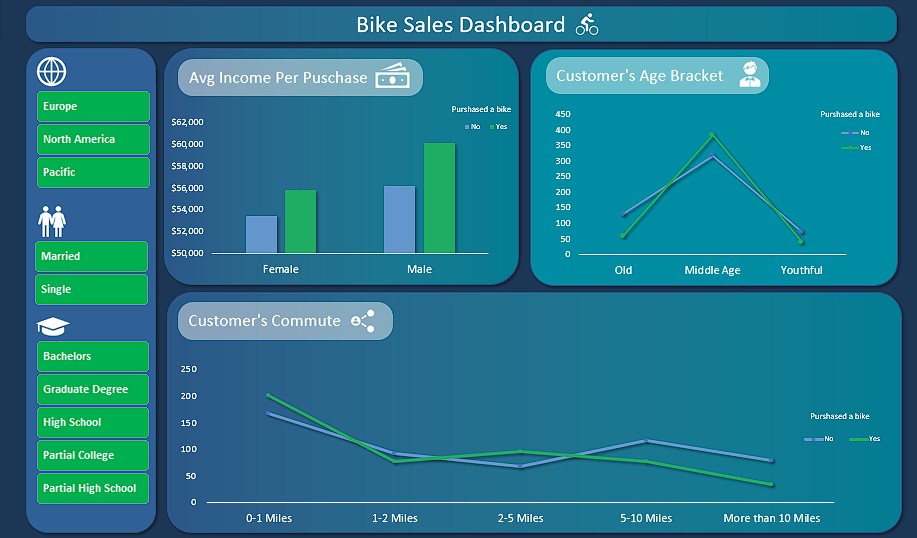 Bike Sales Dashboard
Europe
North America
Pacific
Married
Single
Bachelors
Graduate Degree
High School
Partial College
Partial High School
Avg Income Per Puschase
Purshased a bike
No Yes
$62,000
$60,000
$58,000
$56,000
$54,000
$52,000
$50,000
Female Male
Customer's Age Bracket
Purshased a bike
No
Yes
450
400
350
300
250
200
150
100
50
0
Old Middle Age Youthful
Customer's Commute
Purshased a bike
No Yes
250
200
150
100
50
0
0-1 Miles 1-2 Miles 2-5 Miles 5-10 Miles More than 10 Miles